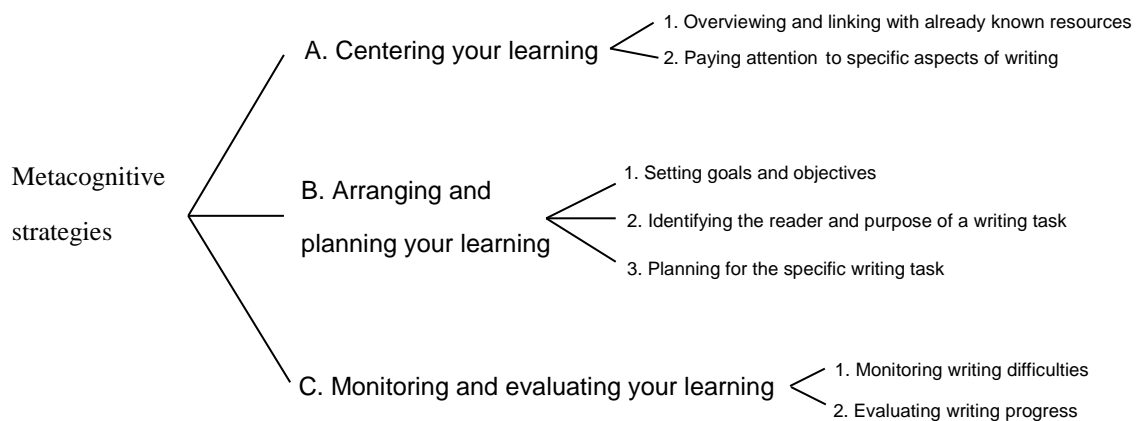 Metacognitive
strategies
A. Centering your learning
1. Overviewing and linking with already known resources
2. Paying attention to specific aspects of writing
B. Arranging and
planning your learning
1. Setting goals and objectives
2. Identifying the reader and purpose of a writing task
3. Planning for the specific writing task
C. Monitoring and evaluating your learning
1. Monitoring writing difficulties
2. Evaluating writing progress